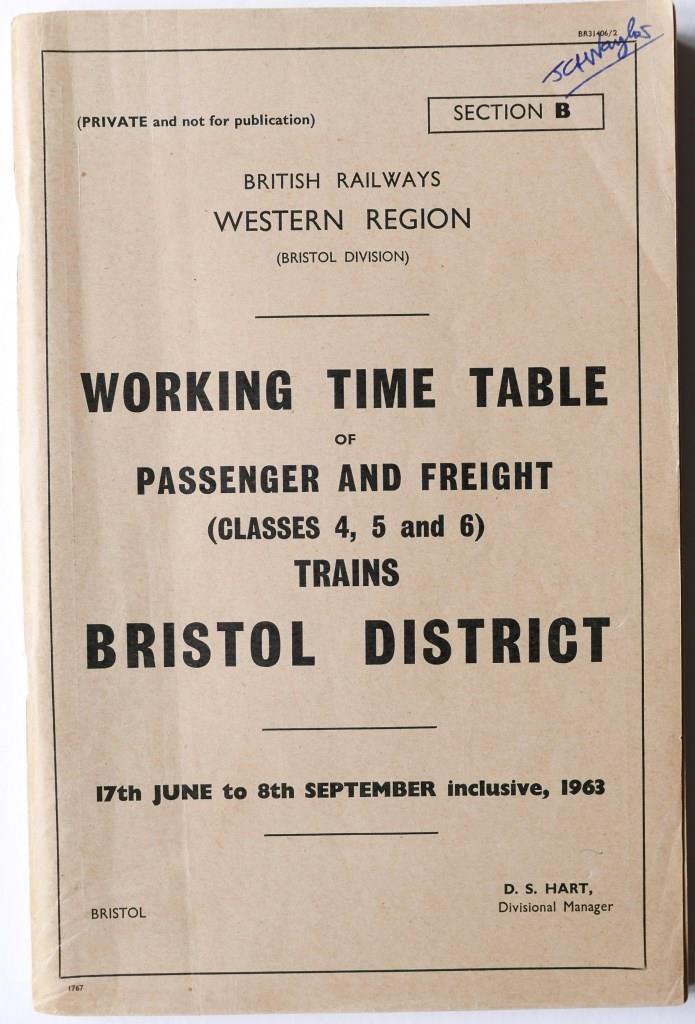 BR31406/2
(PRIVATE and not for publication)
SECTION B
BRITISH RAILWAYS
WESTERN REGION
(BRISTOL DIVISION)
WORKING TIME TABLE
OF
PASSENGER AND FREIGHT
(CLASSES 4, 5 and 6)
TRAINS
BRISTOL DISTRICT
17th JUNE to 8th SEPTEMBER inclusive, 1963
D. S. HART,
BRISTOL
Divisional Manager
1767